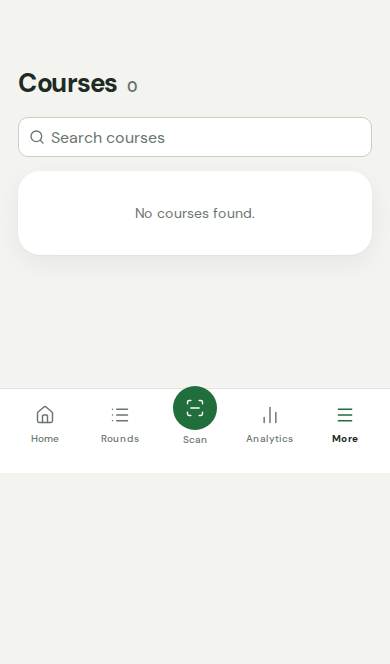 Courses 0
Search courses
No courses found.
Home
Rounds
Scan
Analytics
More